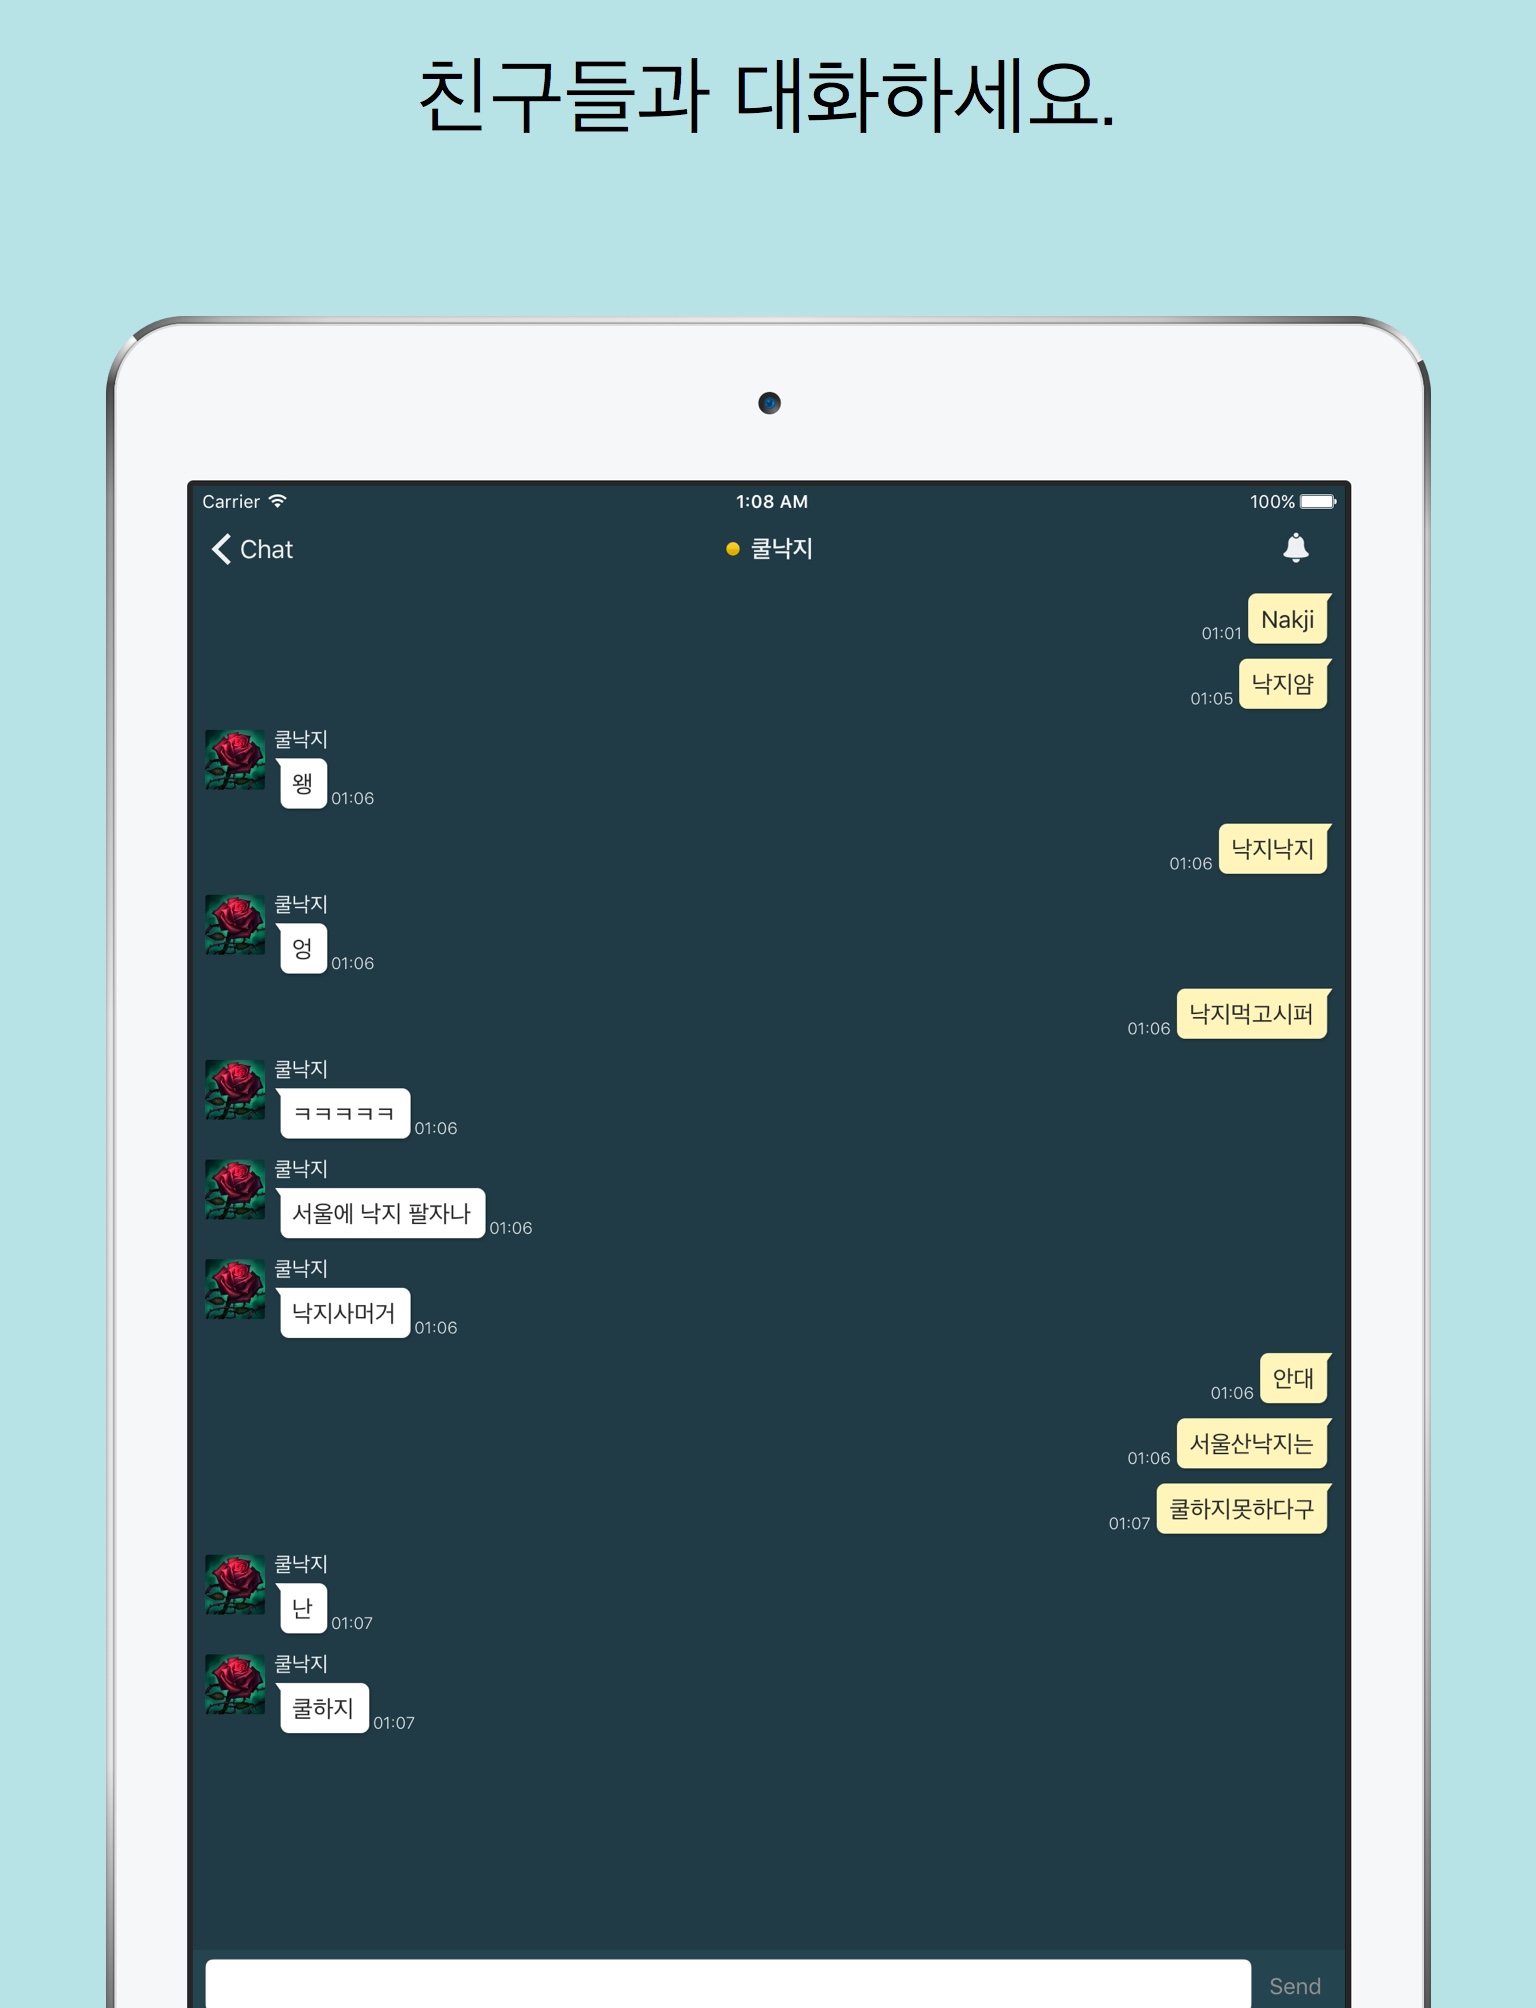 친구들과 대화하세요.
Carrier 1:08 AM 100%
Chat 쿨낙지
01:01 Nakji
01:05 낙지얌
쿨낙지
왱 01:06
01:06 낙지낙지
쿨낙지
엉 01:06
01:06 낙지먹고시퍼
쿨낙지
ㅋㅋㅋㅋㅋ 01:06
쿨낙지
서울에 낙지 팔자나 01:06
쿨낙지
낙지사머거 01:06
01:06 안대
01:06 서울산낙지는
01:07 쿨하지못하다구
쿨낙지
난 01:07
쿨낙지
쿨하지 01:07
Send